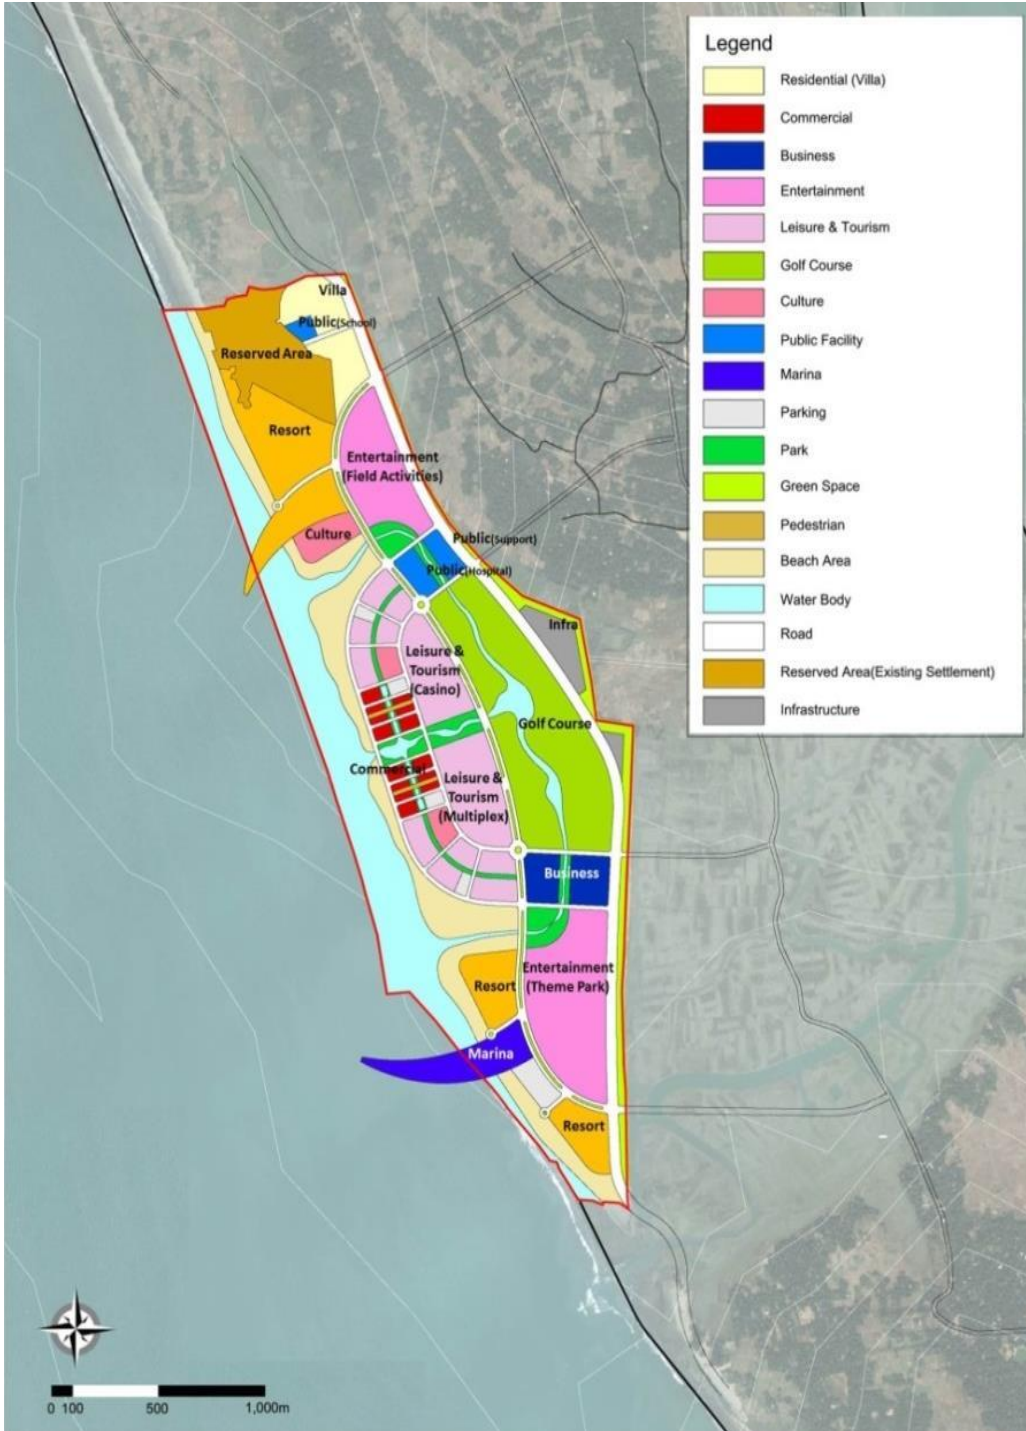 Legend
Residential (Villa)
Commercial
Business
Entertainment
Leisure & Tourism
Golf Course
Culture
Public Facility
Marina
Parking
Park
Green Space
Pedestrian
Beach Area
Water Body
Road
Reserved Area(Existing Settlement)
Infrastructure
Villa
Public(School)
Reserved Area
Resort
Entertainment
(Field Activities)
Culture
Public(Support)
Public(Hospital)
Infra
Leisure &
Tourism
(Casino)
Golf Course
Commercial
Leisure &
Tourism
(Multiplex)
Business
Entertainment
(Theme Park)
Resort
Marina
Resort
0 100 500 1,000m